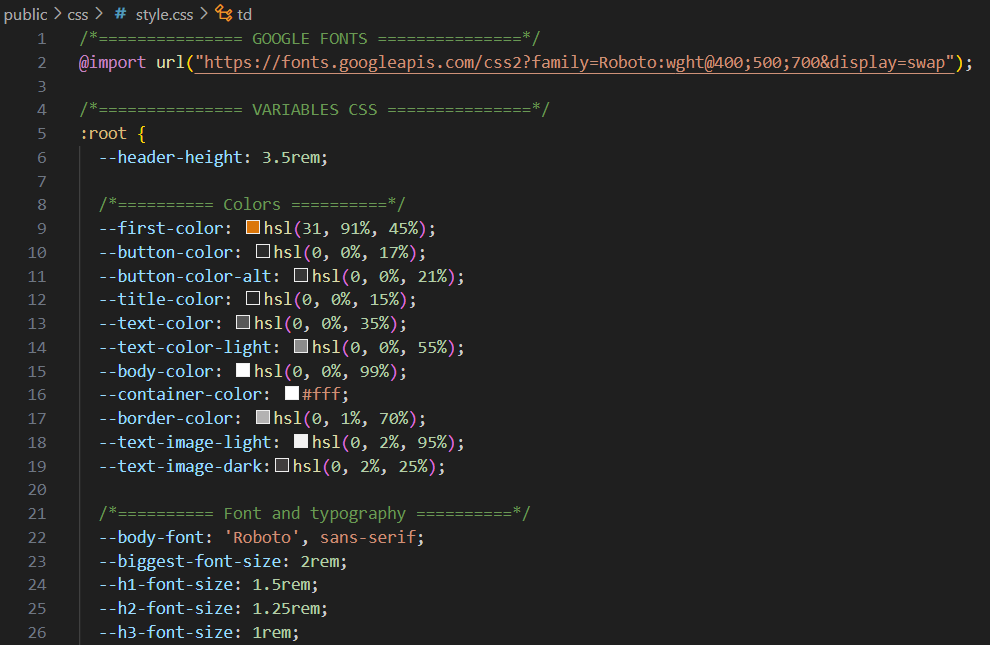 public > css > # style.css > td
1 /*=============== GOOGLE FONTS ===============*/
2 @import url("https://fonts.googleapis.com/css2?family=Roboto:wght@400;500;700&display=swap");
3
4 /*=============== VARIABLES CSS ===============*/
5 :root {
6   --header-height: 3.5rem;
7
8   /*========== Colors ==========*/
9   --first-color: hsl(31, 91%, 45%);
10   --button-color: hsl(0, 0%, 17%);
11   --button-color-alt: hsl(0, 0%, 21%);
12   --title-color: hsl(0, 0%, 15%);
13   --text-color: hsl(0, 0%, 35%);
14   --text-color-light: hsl(0, 0%, 55%);
15   --body-color: hsl(0, 0%, 99%);
16   --container-color: #fff;
17   --border-color: hsl(0, 1%, 70%);
18   --text-image-light: hsl(0, 2%, 95%);
19   --text-image-dark:hsl(0, 2%, 25%);
20
21   /*========== Font and typography ==========*/
22   --body-font: 'Roboto', sans-serif;
23   --biggest-font-size: 2rem;
24   --h1-font-size: 1.5rem;
25   --h2-font-size: 1.25rem;
26   --h3-font-size: 1rem;